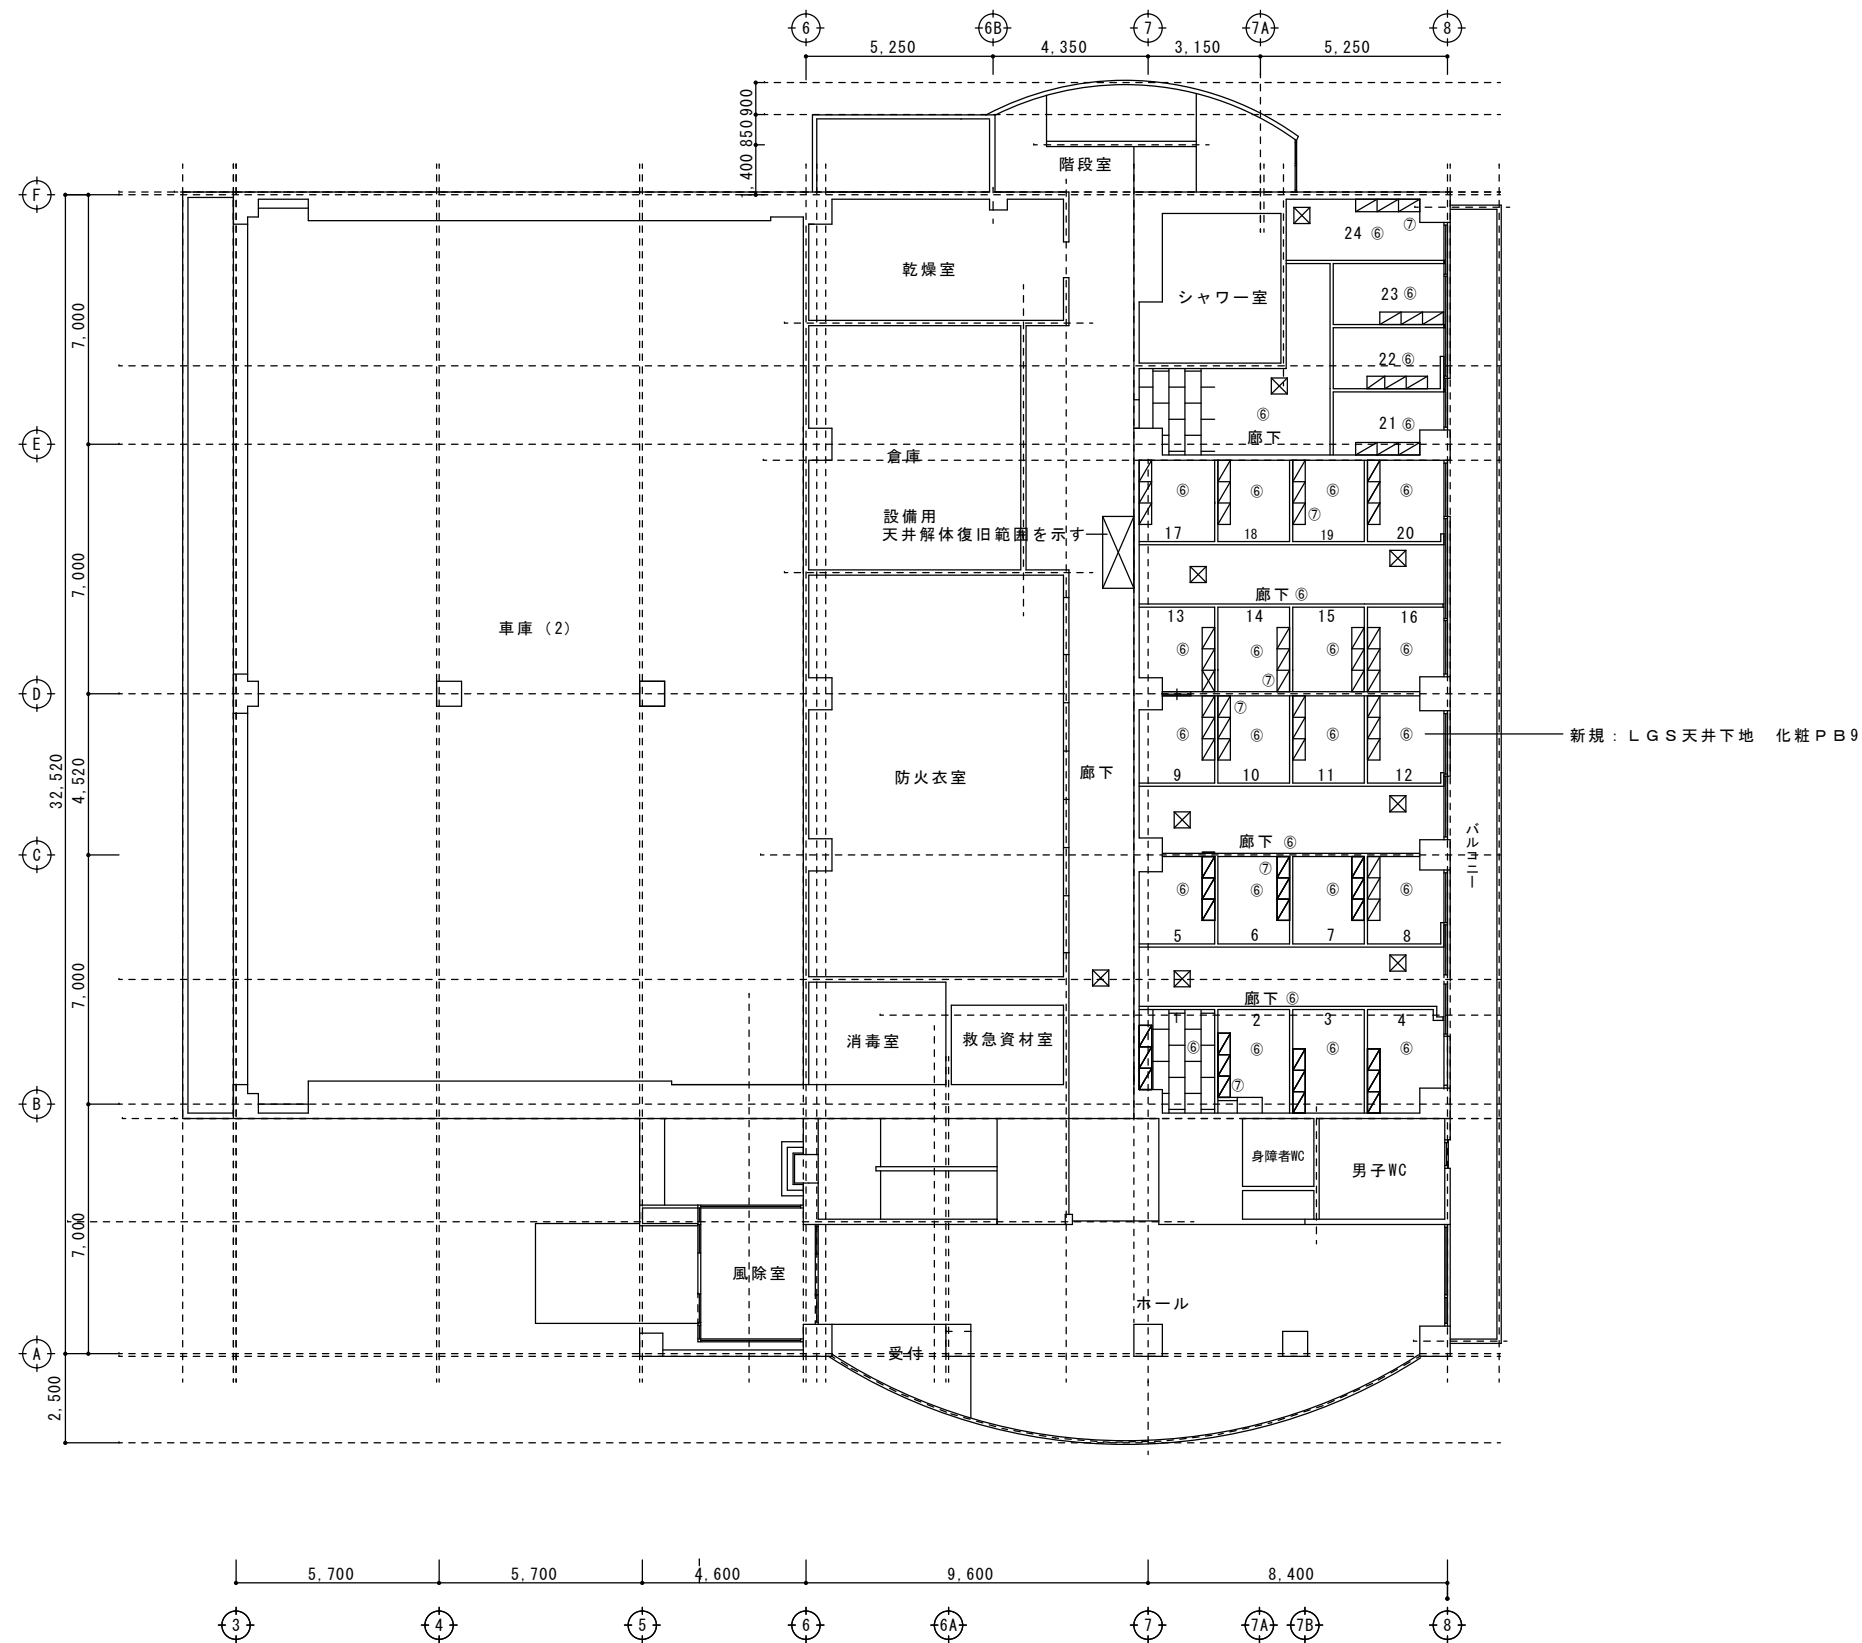 6
6B
7
7A
8
5,250
4,350
3,150
5,250
900
850
,400
階段室
F
24 ⑥
⑦
乾燥室
シャワー室
23 ⑥
7,000
22 ⑥
⑥
21 ⑥
E
廊下
倉庫
⑥
⑥
⑥
⑥
⑦
設備用
天井解体復旧範囲を示す
17
18
19
20
7,000
廊下 ⑥
13
14
15
16
車庫（2）
⑥
⑥
⑥
⑥
⑦
D
⑦
⑥
⑥
⑥
⑥
新規：ＬＧＳ天井下地　化粧ＰＢ9
32,520
4,520
防火衣室
廊下
9
10
11
12
バルコニー
廊下 ⑥
C
⑦
⑥
⑥
⑥
⑥
5
6
7
8
7,000
廊下 ⑥
1
2
3
4
消毒室
救急資材室
⑥
⑥
⑥
⑥
⑦
B
身障者WC
男子WC
7,000
風除室
ホール
A
受付
2,500
5,700
5,700
4,600
9,600
8,400
3
4
5
6
6A
7
7A
7B
8